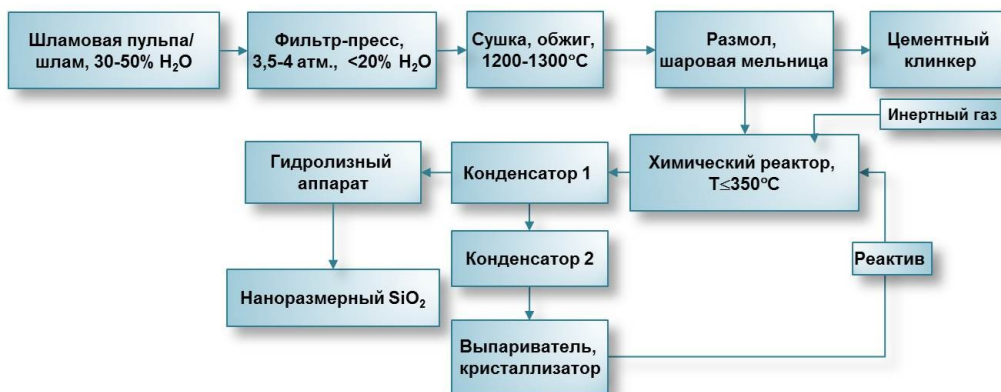 Шламовая пульпа/
шлам, 30-50% H₂O
Фильтр-пресс,
3,5-4 атм., <20% H₂O
Сушка, обжиг,
1200-1300°C
Размол,
шаровая мельница
Цементный
клинкер
Инертный газ
Гидролизный
аппарат
Конденсатор 1
Химический реактор,
T≤350°C
Конденсатор 2
Реактив
Наноразмерный SiO₂
Выпариватель,
кристаллизатор